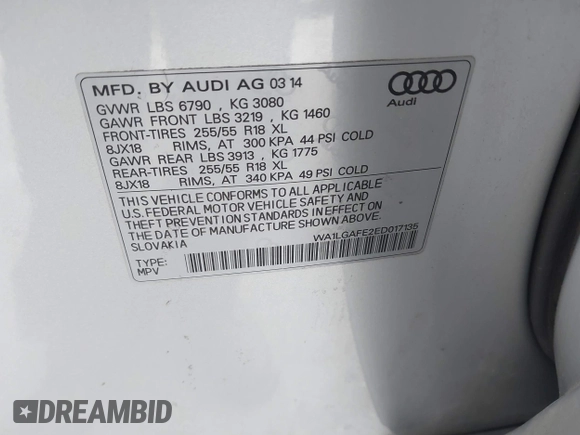 MFD. BY AUDI AG 03 14
GVWR LBS 6790 , KG 3080
GAWR FRONT LBS 3219 , KG 1460
FRONT-TIRES 255/55 R18 XL
8JX18 RIMS, AT 300 KPA 44 PSI COLD
GAWR REAR LBS 3913 , KG 1775
REAR-TIRES 255/55 R18 XL
8JX18 RIMS, AT 340 KPA 49 PSI COLD
Audi
THIS VEHICLE CONFORMS TO ALL APPLICABLE
U.S. FEDERAL MOTOR VEHICLE SAFETY AND
THEFT PREVENTION STANDARDS IN EFFECT ON
THE DATE OF MANUFACTURE SHOWN ABOVE.
SLOVAKIA
WA1LGAFE2ED017135
TYPE:
MPV
DREAMBID